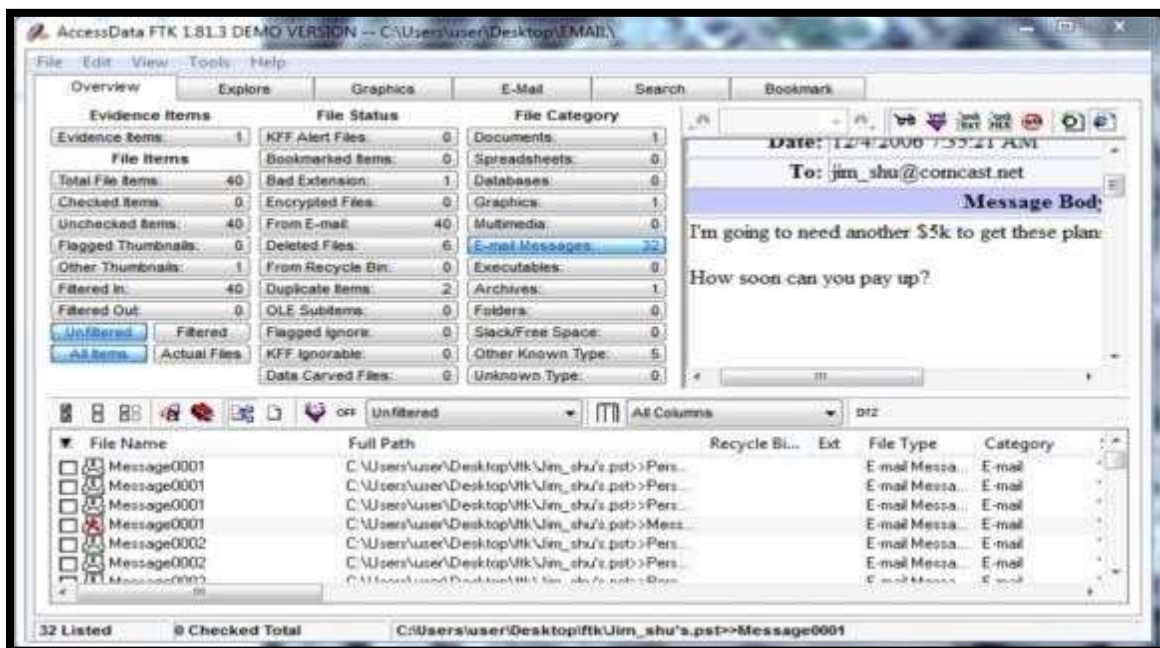 AccessData FTK 1.81.3 DEMO VERSION -- C:\Users\user\Desktop\EMAIL\
File Edit View Tools Help
Overview Explore Graphics E-Mail Search Bookmark
Evidence Items File Status File Category
Evidence Items: 1 KFF Alert Files: 0 Documents: 1
File Items Bookmarked Items: 0 Spreadsheets: 0
Total File Items: 40 Bad Extension: 1 Databases: 0
Checked Items: 0 Encrypted Files: 0 Graphics: 1
Unchecked Items: 40 From E-mail: 40 Multimedia: 0
Flagged Thumbnails: 0 Deleted Files: 6 E-mail Messages: 32
Other Thumbnails: 1 From Recycle Bin: 0 Executables: 0
Filtered In: 40 Duplicate Items: 2 Archives: 1
Filtered Out: 0 OLE Subitems: 0 Folders: 0
Unfiltered Filtered Flagged Ignore: 0 Slack/Free Space: 0
All Items Actual Files KFF Ignorable: 0 Other Known Type: 5
Data Carved Files: 0 Unknown Type: 0
Date: 12/4/2006 7:35:21 AM
To: jim_shu@comcast.net
Message Body
I'm going to need another $5k to get these plan
How soon can you pay up?
OFF Unfiltered All Columns DTZ
File Name Full Path Recycle Bi... Ext File Type Category
Message0001 C:\Users\user\Desktop\ftk\Jim_shu's.pst>>Pers... E-mail Messa... E-mail
Message0001 C:\Users\user\Desktop\ftk\Jim_shu's.pst>>Pers... E-mail Messa... E-mail
Message0001 C:\Users\user\Desktop\ftk\Jim_shu's.pst>>Pers... E-mail Messa... E-mail
Message0001 C:\Users\user\Desktop\ftk\Jim_shu's.pst>>Mess... E-mail Messa... E-mail
Message0002 C:\Users\user\Desktop\ftk\Jim_shu's.pst>>Pers... E-mail Messa... E-mail
Message0002 C:\Users\user\Desktop\ftk\Jim_shu's.pst>>Pers... E-mail Messa... E-mail
32 Listed 0 Checked Total C:\Users\user\Desktop\ftk\Jim_shu's.pst>>Message0001